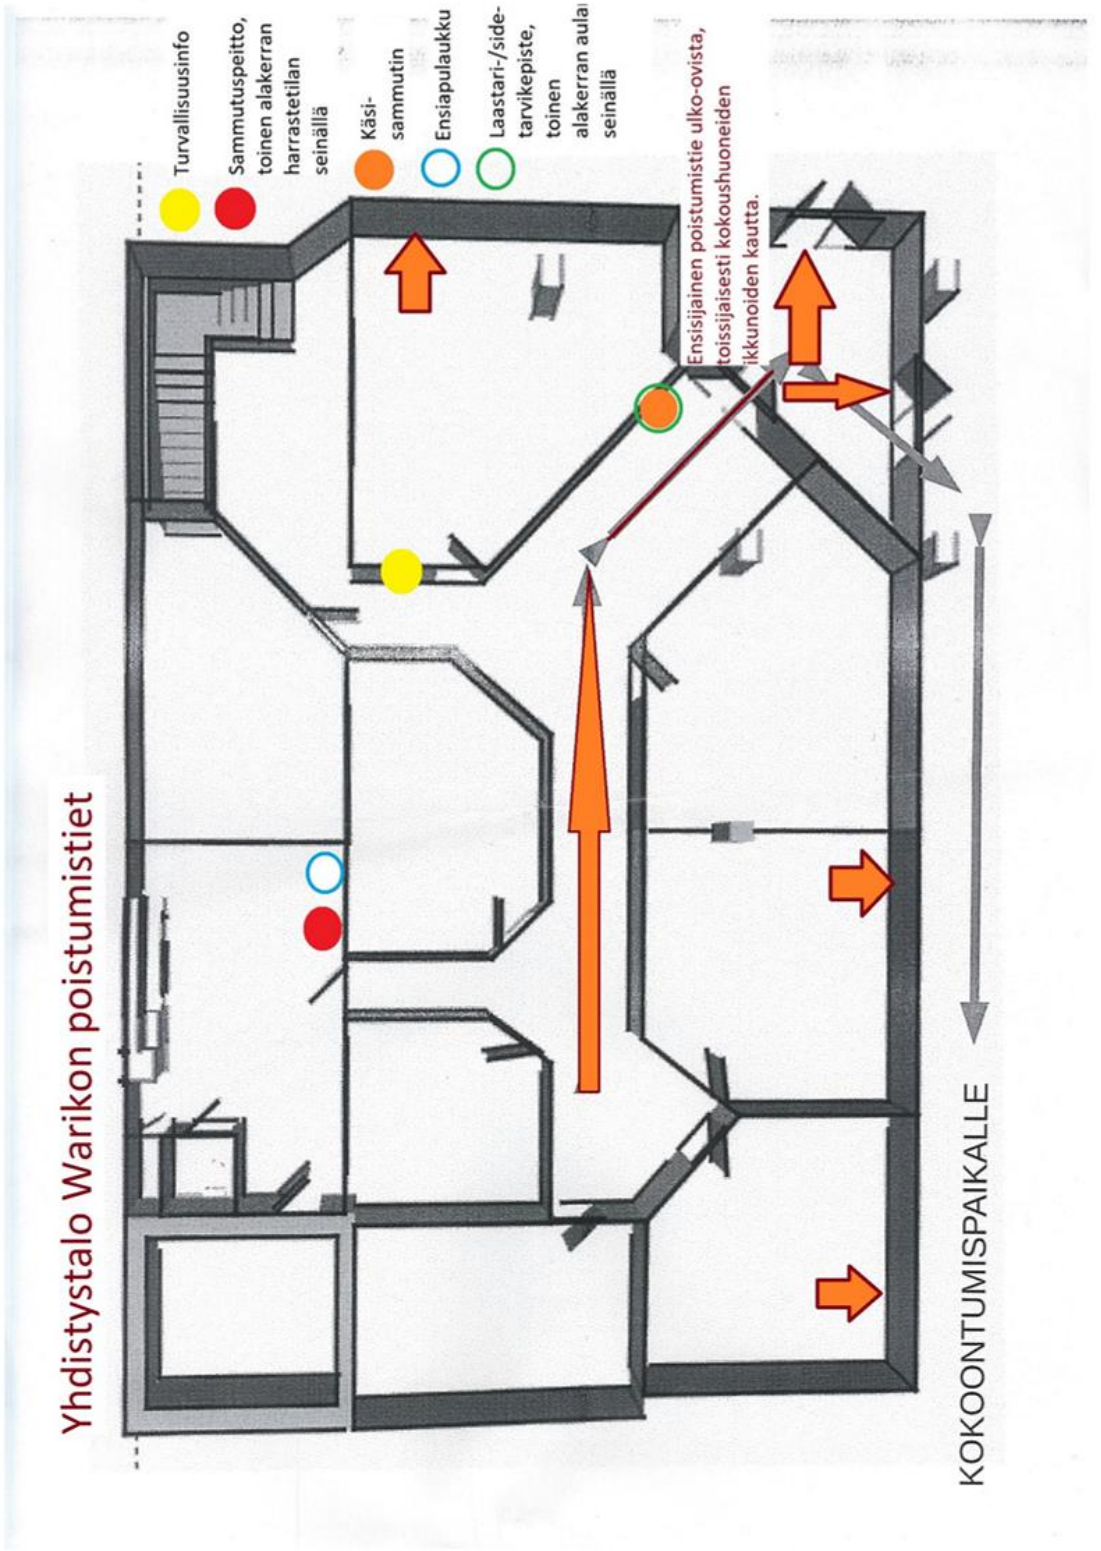 Yhdistystalo Warikon poistumistiet
Turvallisuusinfo
Sammutuspeitto,
toinen alakerran
harrastetilan
seinällä
Käsi-
sammutin
Ensiapulaukku
Laastari-/side-
tarvikepiste,
toinen
alakerran aulan
seinällä
Ensisijainen poistumistie ulko-ovista,
toissijaisesti kokoushuoneiden
ikkunoiden kautta.
KOKOONTUMISPAIKALLE